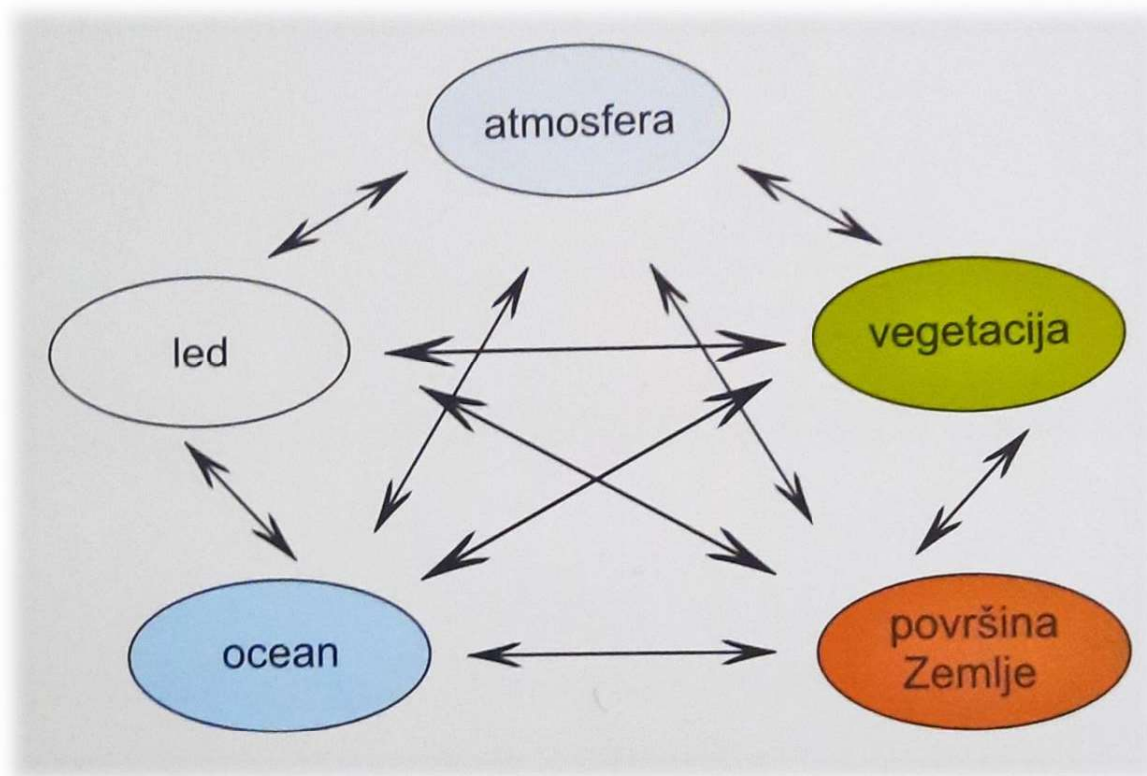 atmosfera
led
vegetacija
ocean
površina
Zemlje